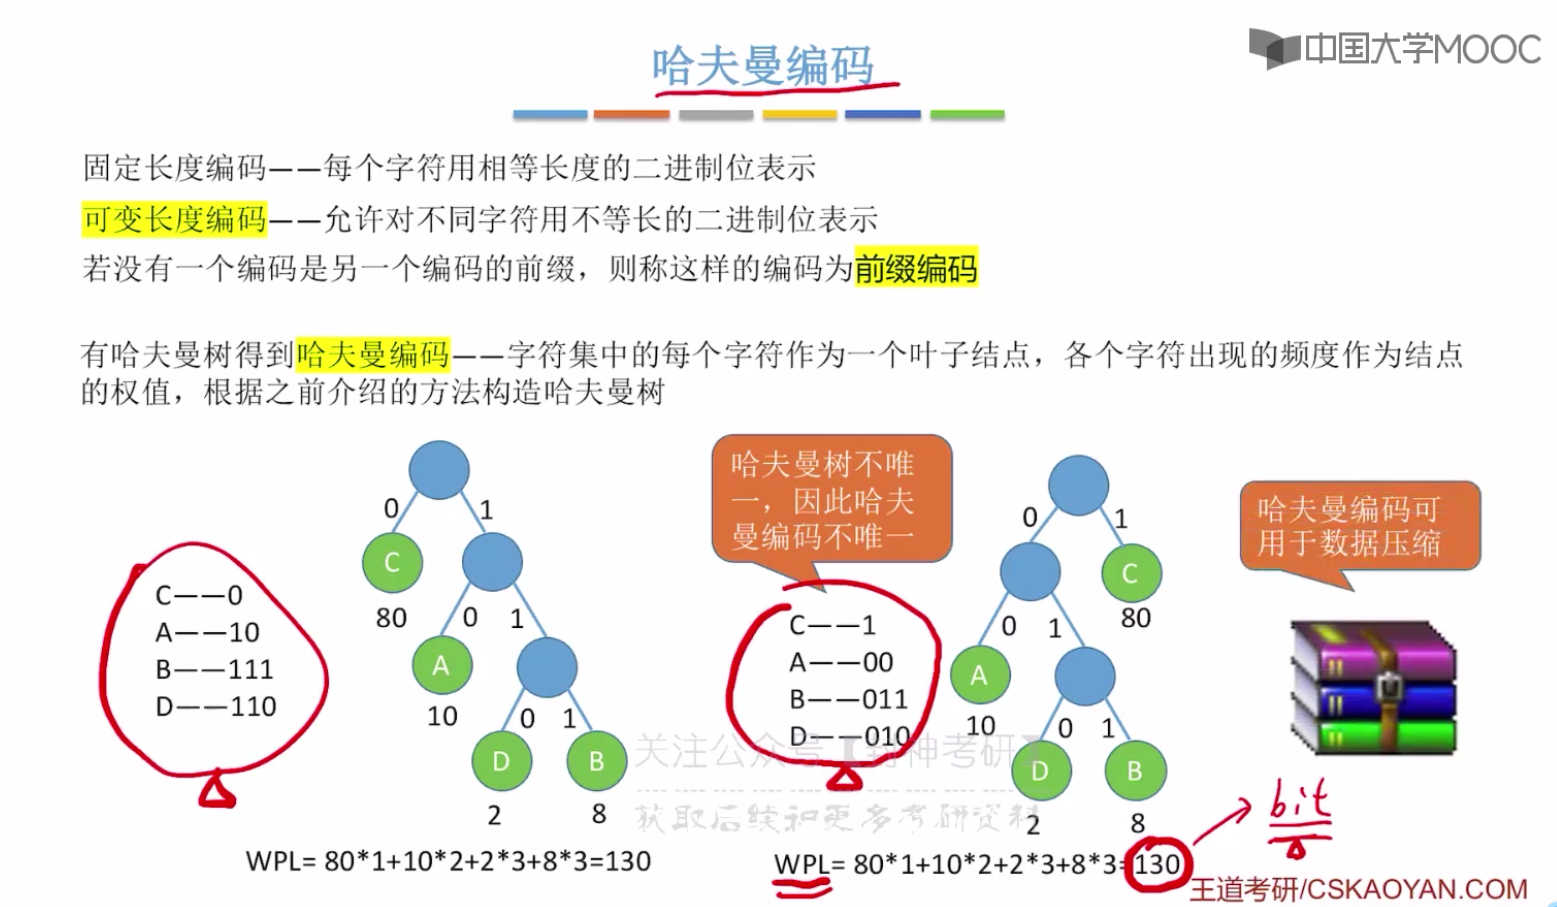 哈夫曼编码
中国大学MOOC
固定长度编码——每个字符用相等长度的二进制位表示
可变长度编码——允许对不同字符用不等长的二进制位表示
若没有一个编码是另一个编码的前缀，则称这样的编码为前缀编码
有哈夫曼树得到哈夫曼编码——字符集中的每个字符作为一个叶子结点，各个字符出现的频度作为结点
的权值，根据之前介绍的方法构造哈夫曼树
C——0
A——10
B——111
D——110
0 1
C
80
0 1
A
10
0 1
D B
2 8
WPL= 80*1+10*2+2*3+8*3=130
哈夫曼树不唯
一，因此哈夫
曼编码不唯一
C——1
A——00
B——011
D——010
0 1
C
80
0 1
A
10
0 1
D B
2 8
WPL= 80*1+10*2+2*3+8*3=130
哈夫曼编码可
用于数据压缩
bit
关注公众号【封神考研】
获取后续和更多考研资料
王道考研/CSKAOYAN.COM